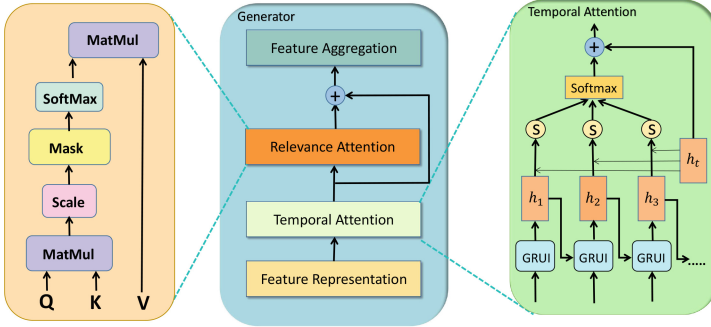 MatMul
SoftMax
Mask
Scale
MatMul
Q K V
Generator
Feature Aggregation
+
Relevance Attention
Temporal Attention
Feature Representation
Temporal Attention
+
Softmax
S S S
h_t
h_1 h_2 h_3
GRUI GRUI GRUI .....